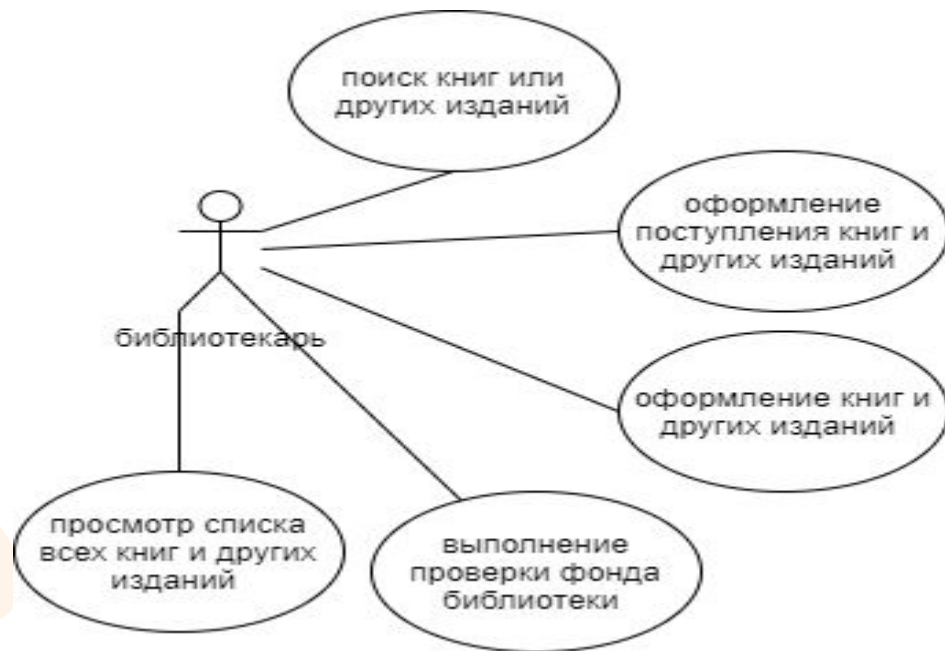 поиск книг или
других изданий
оформление
поступления книг и
других изданий
библиотекарь
оформление книг и
других изданий
просмотр списка
всех книг и других
изданий
выполнение
проверки фонда
библиотеки